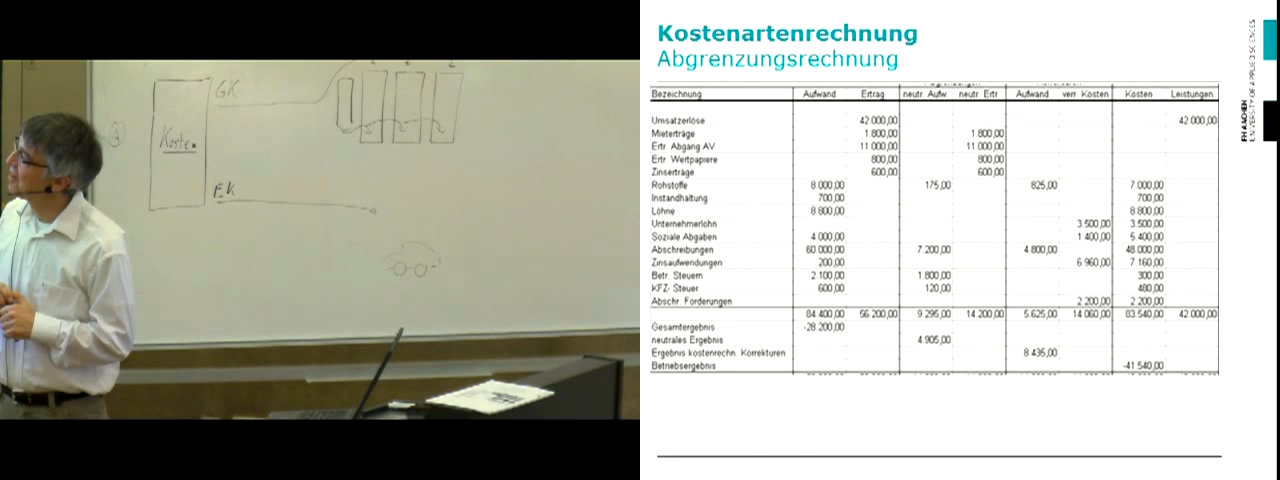 GK
A
Kosten
EK
Kostenartenrechnung
Abgrenzungsrechnung
Bezeichnung Aufwand Ertrag neutr. Aufw. neutr. Ertr. Aufwand verr. Kosten Kosten Leistungen
Umsatzerlöse 42 000,00 42 000,00
Mieterträge 1.800,00 1.800,00
Ertr. Abgang AV 11 000,00 11 000,00
Ertr. Wertpapiere 800,00 800,00
Zinserträge 600,00 600,00
Rohstoffe 8 000,00 175,00 825,00 7 000,00
Instandhaltung 700,00 700,00
Löhne 8 800,00 8 800,00
Unternehmerlohn 3 500,00 3 500,00
Soziale Abgaben 4 000,00 1 400,00 5 400,00
Abschreibungen 60 000,00 7 200,00 4 800,00 48 000,00
Zinsaufwendungen 200,00 6 960,00 7 160,00
Betr. Steuern 2 100,00 1 800,00 300,00
KFZ- Steuer 600,00 120,00 480,00
Abschr. Forderungen 2 200,00 2 200,00
84 400,00 56 200,00 9 295,00 14 200,00 5 625,00 14 060,00 83 540,00 42 000,00
Gesamtergebnis -28 200,00
neutrales Ergebnis 4.905,00
Ergebnis kostenrechn. Korrekturen 8 435,00
Betriebsergebnis -41 540,00
FH AACHEN
UNIVERSITY OF APPLIED SCIENCES